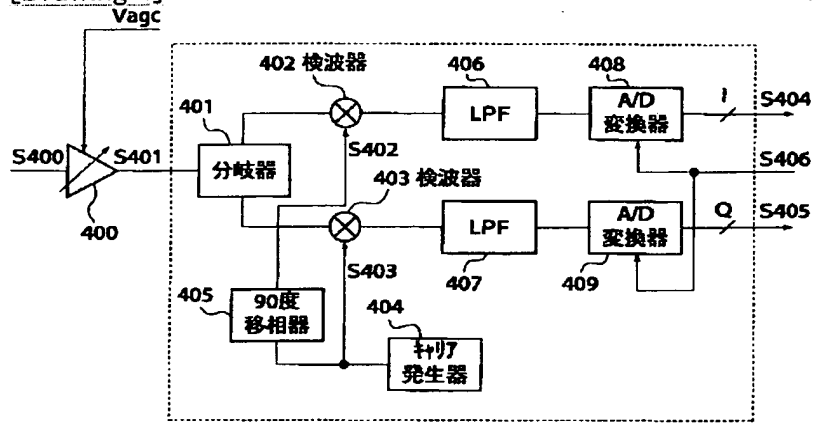 Vagc
402 検波器
406
408
401
LPF
A/D
変換器
I
S404
S400
S401
分岐器
S402
S406
400
403 検波器
LPF
A/D
変換器
Q
S405
S403
407
409
405
90度
移相器
404
キャリア
発生器